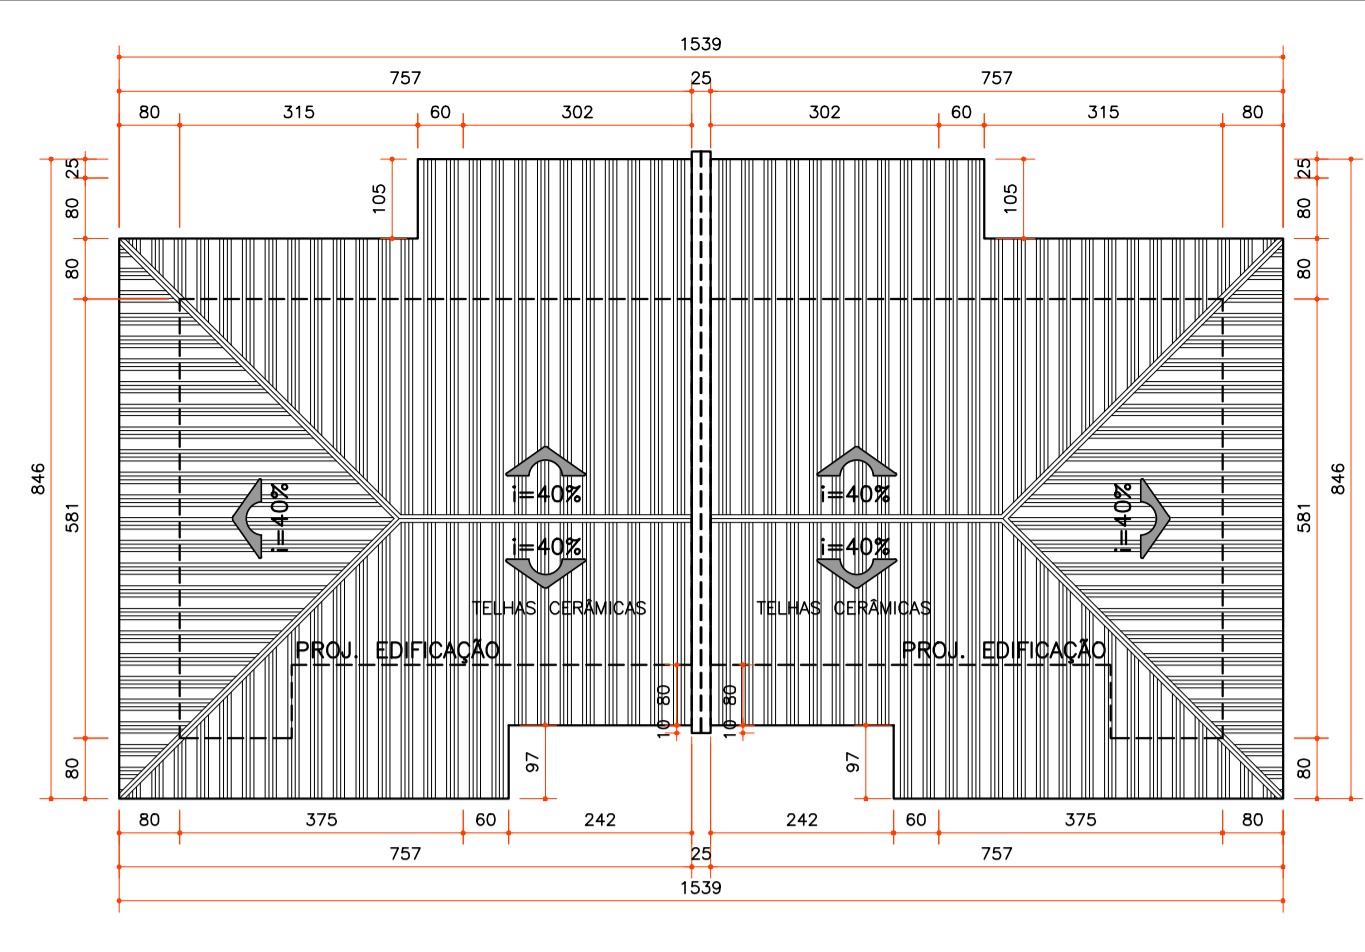 1539
757 25 757
80 315 60 302 302 60 315 80
25 105 105 25
80 80
80 80
i=40% i=40%
i=40% i=40%
846 581 i=40% i=40% 581 846
TELHAS CERÂMICAS TELHAS CERÂMICAS
PROJ. EDIFICAÇÃO PROJ. EDIFICAÇÃO
80 80
10 10
80 97 97 80
80 375 60 242 242 60 375 80
757 25 757
1539